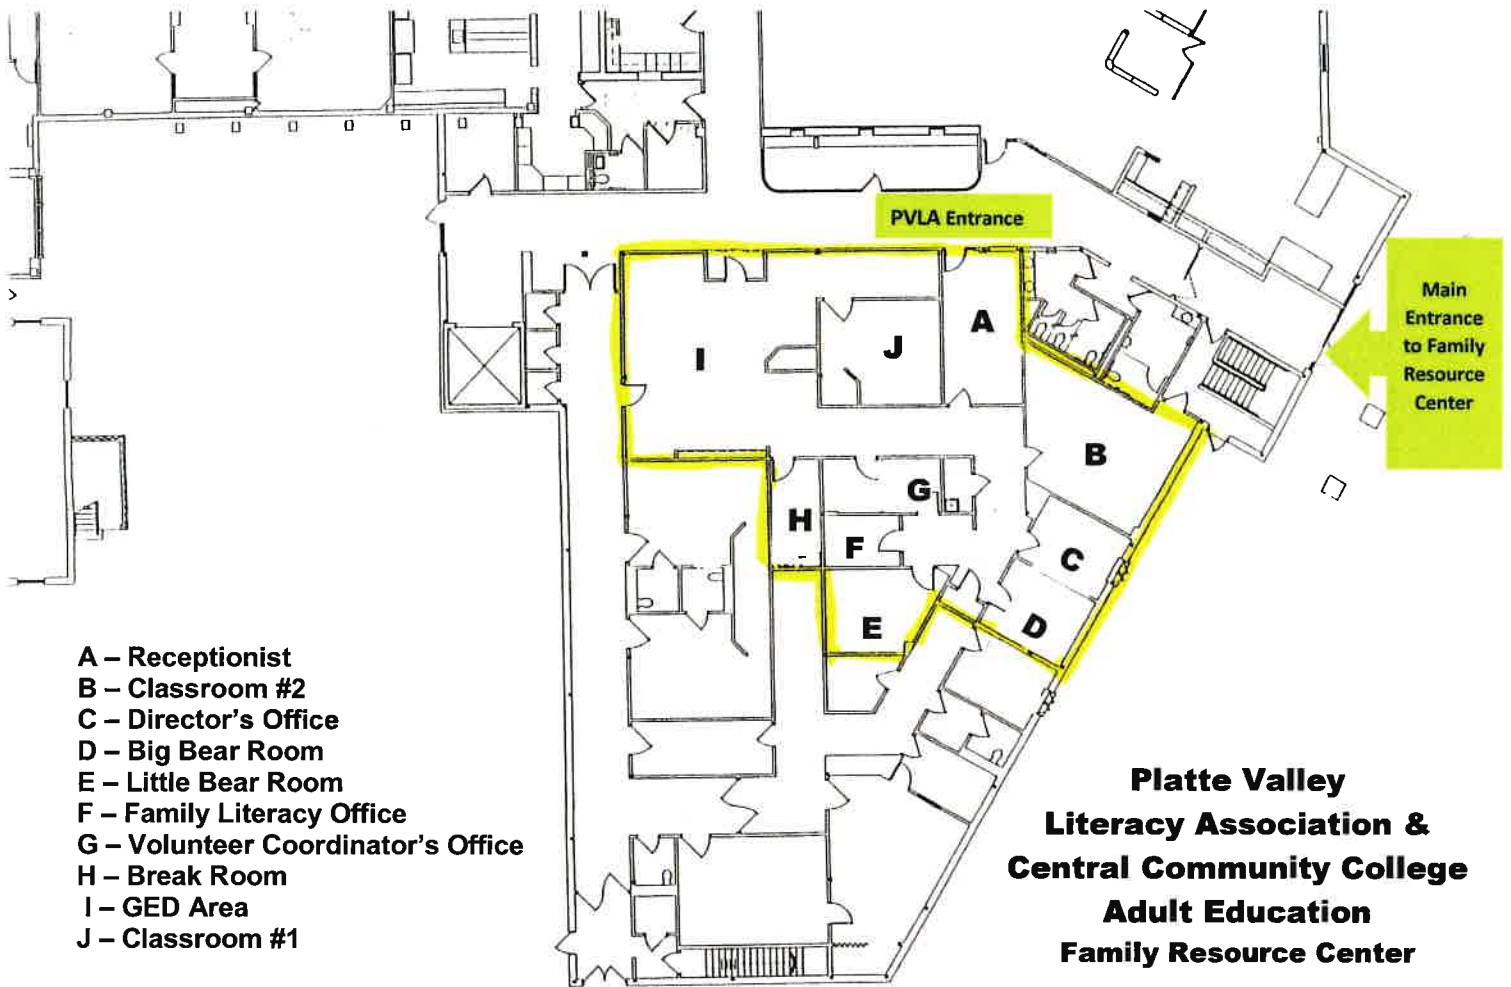 PVLA Entrance
Main
Entrance
to Family
Resource
Center
A
I
J
B
G
H
F
C
E
D
A – Receptionist
B – Classroom #2
C – Director's Office
D – Big Bear Room
E – Little Bear Room
F – Family Literacy Office
G – Volunteer Coordinator's Office
H – Break Room
I – GED Area
J – Classroom #1
Platte Valley
Literacy Association &
Central Community College
Adult Education
Family Resource Center